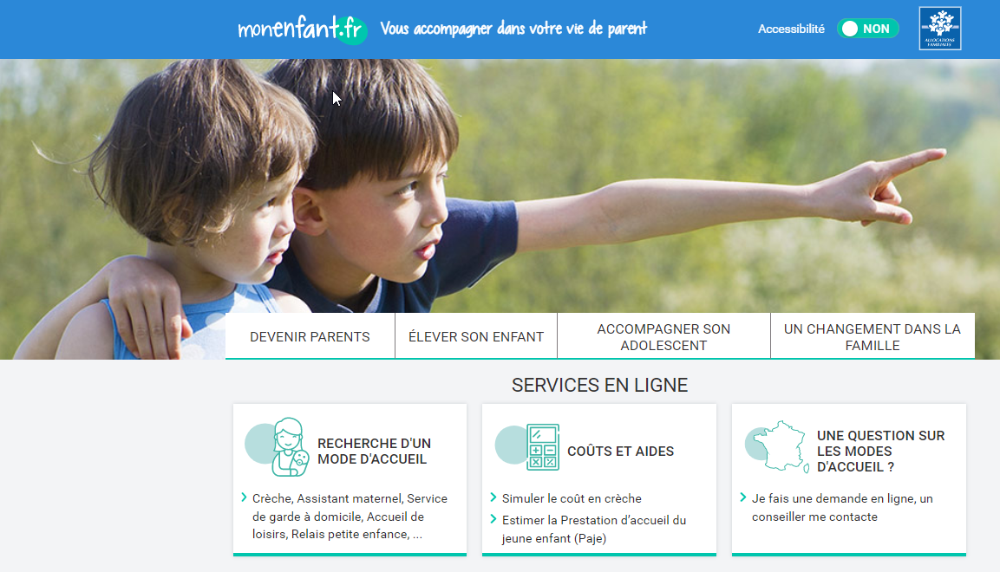 monenfant.fr
Vous accompagner dans votre vie de parent
Accessibilité
NON
ALLOCATIONS
FAMILIALES
DEVENIR PARENTS
ÉLEVER SON ENFANT
ACCOMPAGNER SON
ADOLESCENT
UN CHANGEMENT DANS LA
FAMILLE
SERVICES EN LIGNE
RECHERCHE D'UN
MODE D'ACCUEIL
Crèche, Assistant maternel, Service
de garde à domicile, Accueil de
loisirs, Relais petite enfance, ...
COÛTS ET AIDES
Simuler le coût en crèche
Estimer la Prestation d’accueil du
jeune enfant (Paje)
UNE QUESTION SUR
LES MODES
D'ACCUEIL ?
Je fais une demande en ligne, un
conseiller me contacte